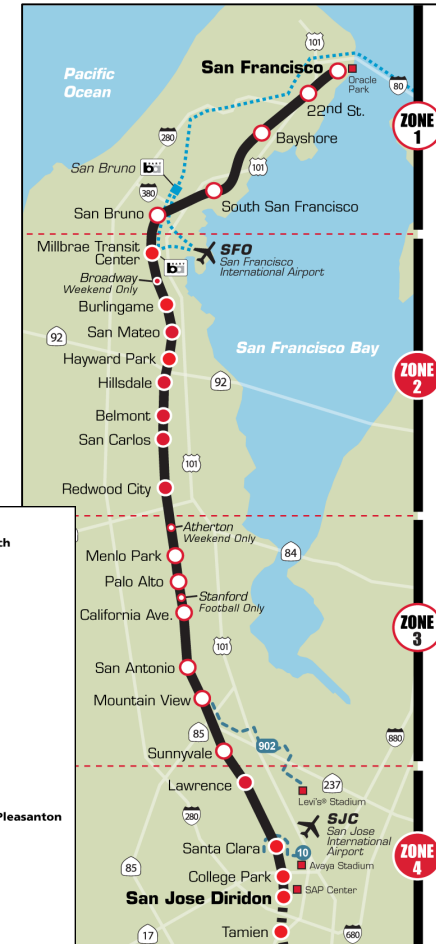 101
Pacific
Ocean
San Francisco
Oracle
Park
80
22nd St.
ZONE
1
280
Bayshore
101
San Bruno
ba
380
South San Francisco
San Bruno
Millbrae Transit
Center
SFO
San Francisco
International Airport
ba
Broadway
Weekend Only
Burlingame
San Mateo
92
San Francisco Bay
Hayward Park
Hillsdale
92
ZONE
2
Belmont
San Carlos
101
Redwood City
Atherton
Weekend Only
ch
84
Menlo Park
Palo Alto
Stanford
Football Only
California Ave.
ZONE
3
101
San Antonio
Mountain View
85
902
880
Sunnyvale
Lawrence
237
Levi's® Stadium
280
Pleasanton
SJC
San Jose
International
Airport
Santa Clara
10
Avaya Stadium
ZONE
4
85
College Park
SAP Center
San Jose Diridon
17
Tamien
680